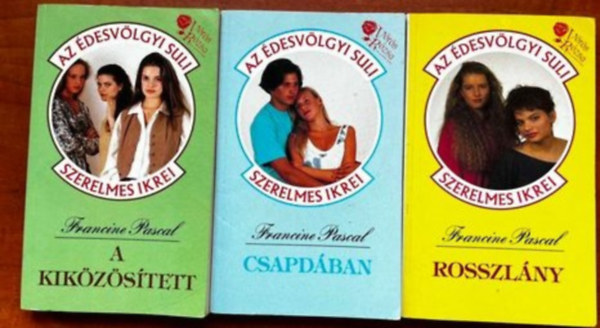 AZ ÉDESVÖLGYI SULI
SZERELMES IKREI
Francine Pascal
A
KIKÖZÖSÍTETT
AZ ÉDESVÖLGYI SULI
SZERELMES IKREI
Francine Pascal
CSAPDÁBAN
AZ ÉDESVÖLGYI SULI
SZERELMES IKREI
Francine Pascal
ROSSZLÁNY